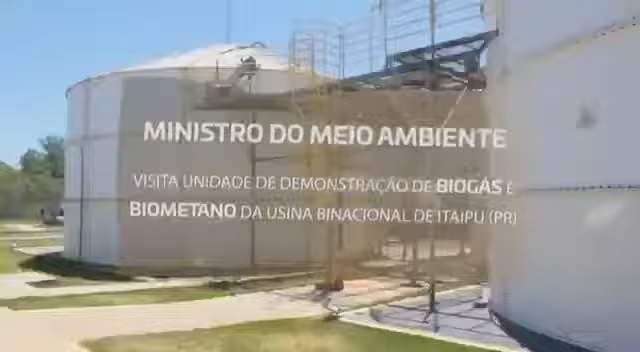 MINISTRO DO MEIO AMBIENTE
VISITA UNIDADE DE DEMONSTRAÇÃO DE BIOGÁS E
BIOMETANO DA USINA BINACIONAL DE ITAIPU (PR)